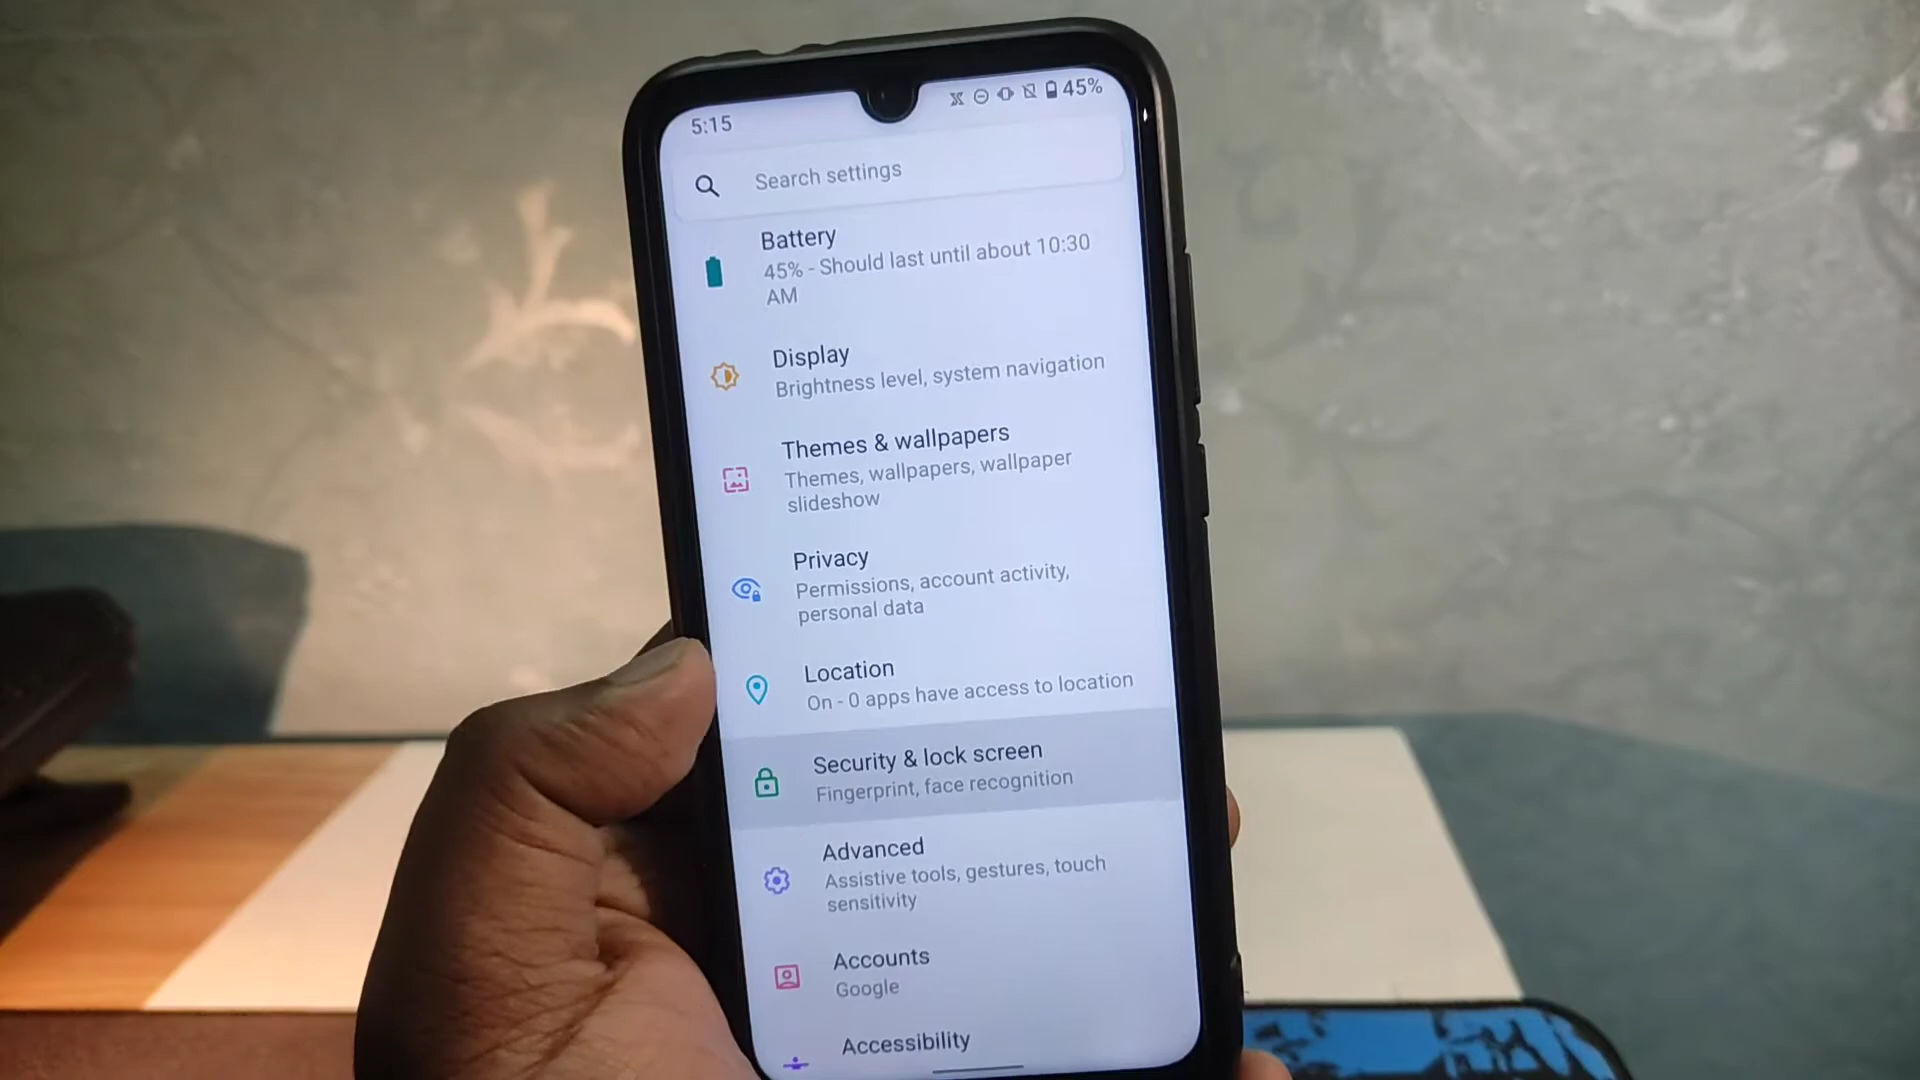 5:15
45%
Search settings
Battery
45% - Should last until about 10:30
AM
Display
Brightness level, system navigation
Themes & wallpapers
Themes, wallpapers, wallpaper
slideshow
Privacy
Permissions, account activity,
personal data
Location
On - 0 apps have access to location
Security & lock screen
Fingerprint, face recognition
Advanced
Assistive tools, gestures, touch
sensitivity
Accounts
Google
Accessibility